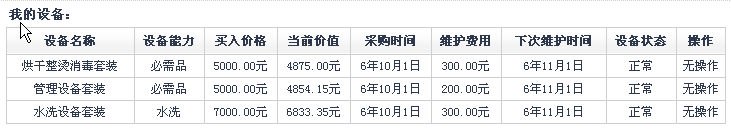 我的设备：
设备名称 设备能力 买入价格 当前价值 采购时间 维护费用 下次维护时间 设备状态 操作
烘干整烫消毒套装 必需品 5000.00元 4875.00元 6年10月1日 300.00元 6年11月1日 正常 无操作
管理设备套装 必需品 5000.00元 4854.15元 6年10月1日 200.00元 6年11月1日 正常 无操作
水洗设备套装 水洗 7000.00元 6833.35元 6年10月1日 300.00元 6年11月1日 正常 无操作